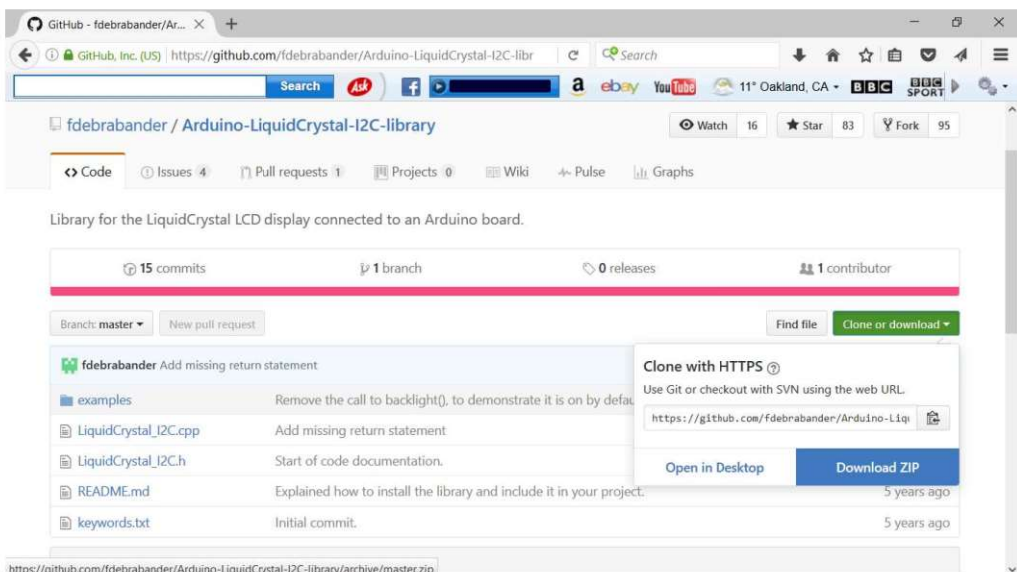 GitHub - fdebrabander/Ar...
GitHub, Inc. (US) https://github.com/fdebrabander/Arduino-LiquidCrystal-I2C-libr Search
Search Ask a ebay YouTube 11° Oakland, CA BBC BBC SPORT
fdebrabander / Arduino-LiquidCrystal-I2C-library Watch 16 Star 83 Fork 95
Code Issues 4 Pull requests 1 Projects 0 Wiki Pulse Graphs
Library for the LiquidCrystal LCD display connected to an Arduino board.
15 commits 1 branch 0 releases 1 contributor
Branch: master New pull request Find file Clone or download
fdebrabander Add missing return statement
Clone with HTTPS
Use Git or checkout with SVN using the web URL.
https://github.com/fdebrabander/Arduino-Liqu
Open in Desktop Download ZIP
examples Remove the call to backlight(), to demonstrate it is on by defau
LiquidCrystal_I2C.cpp Add missing return statement
LiquidCrystal_I2C.h Start of code documentation.
README.md Explained how to install the library and include it in your project. 5 years ago
keywords.txt Initial commit. 5 years ago
https://github.com/fdebrabander/Arduino-LiquidCrystal-I2C-library/archive/master.zip